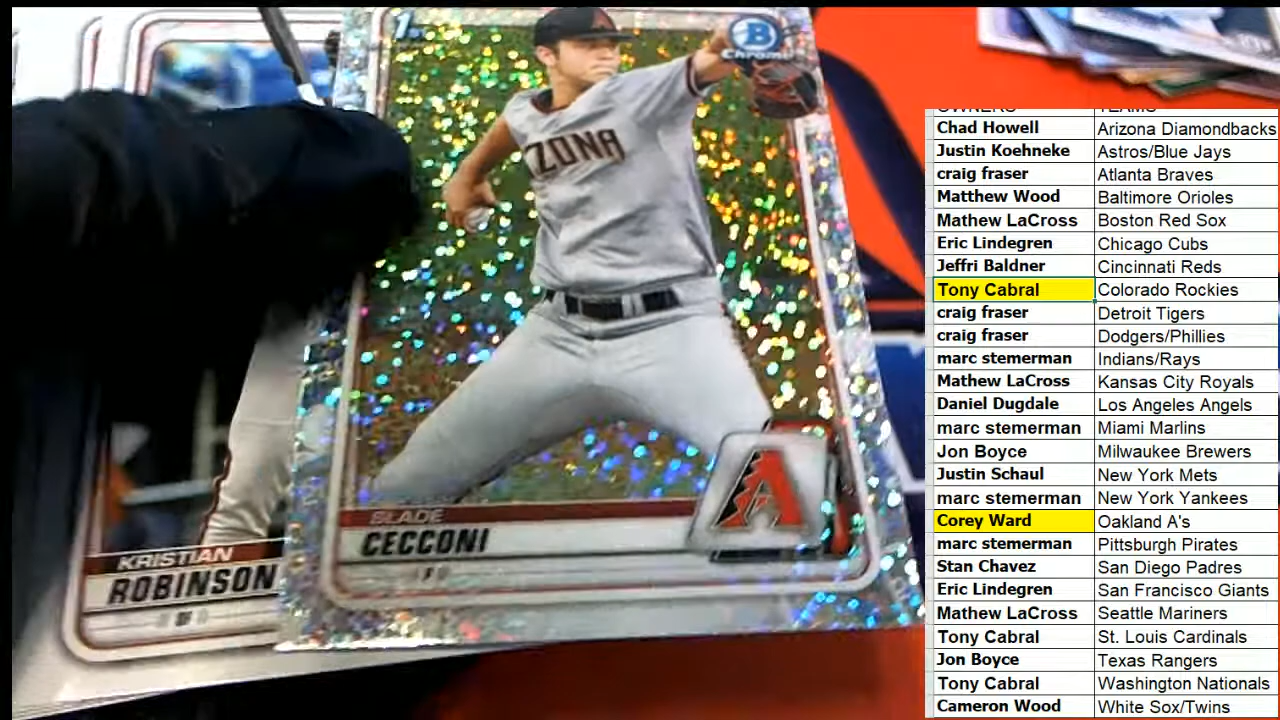 1st
B
Chrome
A
ZONA
SLADE
CECCONI
P
A
KRISTIAN
ROBINSON
OF
OWNERS TEAMS
Chad Howell Arizona Diamondbacks
Justin Koehneke Astros/Blue Jays
craig fraser Atlanta Braves
Matthew Wood Baltimore Orioles
Mathew LaCross Boston Red Sox
Eric Lindegren Chicago Cubs
Jeffri Baldner Cincinnati Reds
Tony Cabral Colorado Rockies
craig fraser Detroit Tigers
craig fraser Dodgers/Phillies
marc stemerman Indians/Rays
Mathew LaCross Kansas City Royals
Daniel Dugdale Los Angeles Angels
marc stemerman Miami Marlins
Jon Boyce Milwaukee Brewers
Justin Schaul New York Mets
marc stemerman New York Yankees
Corey Ward Oakland A's
marc stemerman Pittsburgh Pirates
Stan Chavez San Diego Padres
Eric Lindegren San Francisco Giants
Mathew LaCross Seattle Mariners
Tony Cabral St. Louis Cardinals
Jon Boyce Texas Rangers
Tony Cabral Washington Nationals
Cameron Wood White Sox/Twins